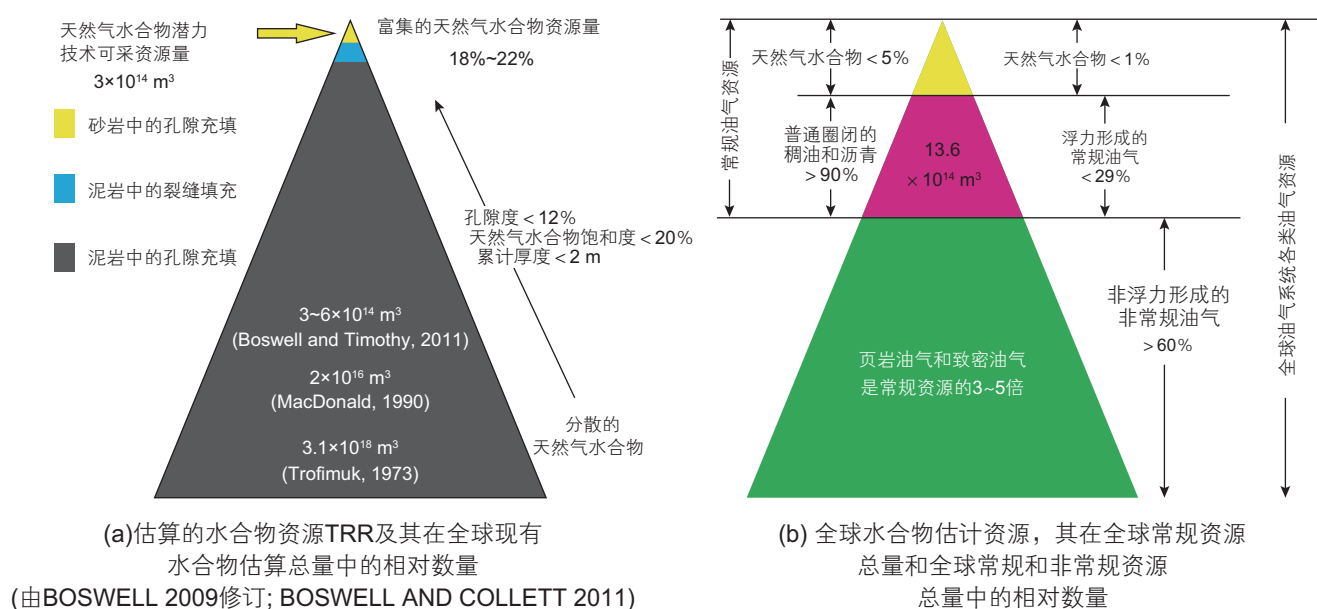 天然气水合物潜力
技术可采资源量
3×10¹⁴ m³
富集的天然气水合物资源量
18%~22%
砂岩中的孔隙充填
泥岩中的裂缝填充
泥岩中的孔隙充填
孔隙度<12%
天然气水合物饱和度<20%
累计厚度<2 m
3~6×10¹⁴ m³
(Boswell and Timothy, 2011)
2×10¹⁶ m³
(MacDonald, 1990)
3.1×10¹⁸ m³
(Trofimuk, 1973)
分散的
天然气水合物
(a)估算的水合物资源TRR及其在全球现有
水合物估算总量中的相对数量
(由BOSWELL 2009修订; BOSWELL AND COLLETT 2011)
常规油气资源
天然气水合物<5%
天然气水合物<1%
普通圈闭的
稠油和沥青
>90%
13.6
×10¹⁴ m³
浮力形成的
常规油气
<29%
非浮力形成的
非常规油气
>60%
全球油气系统各类油气资源
页岩油气和致密油气
是常规资源的3~5倍
(b) 全球水合物估计资源，其在全球常规资源
总量和全球常规和非常规资源
总量中的相对数量